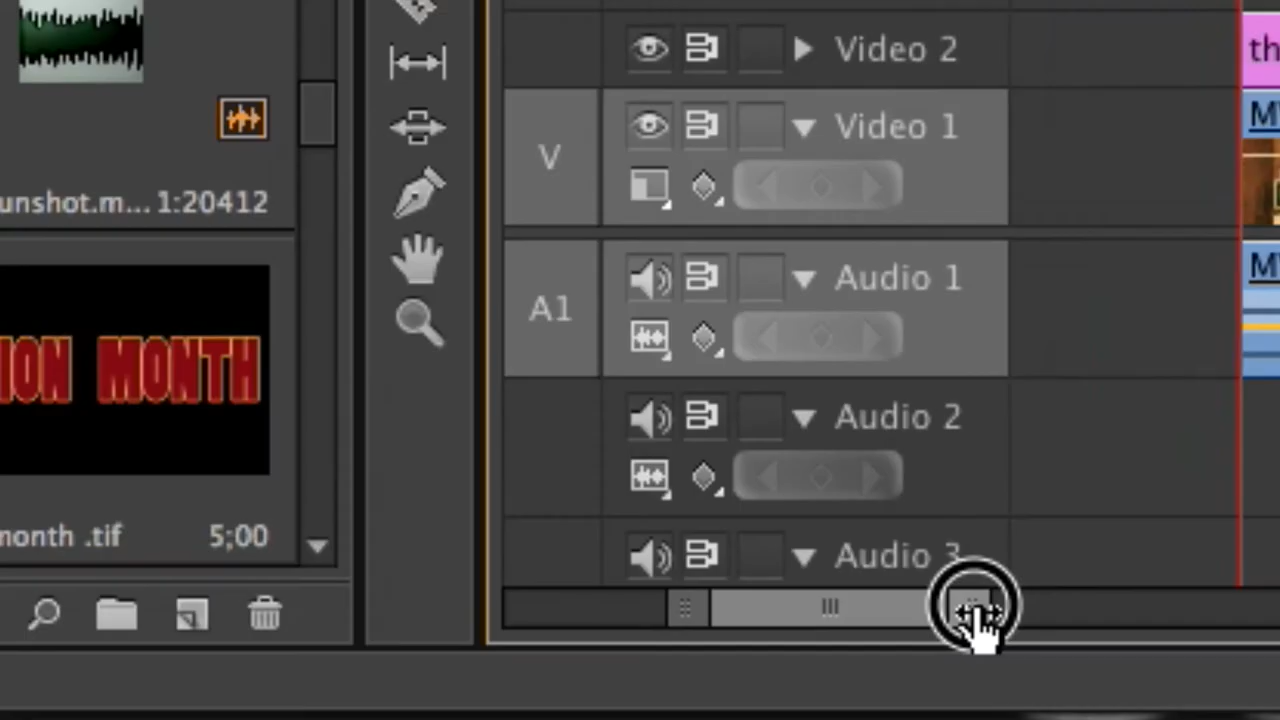 Video 2
th
V
Video 1
M
unshot.m... 1:20412
A1
Audio 1
M
ION MONTH
Audio 2
month .tif 5;00
Audio 3